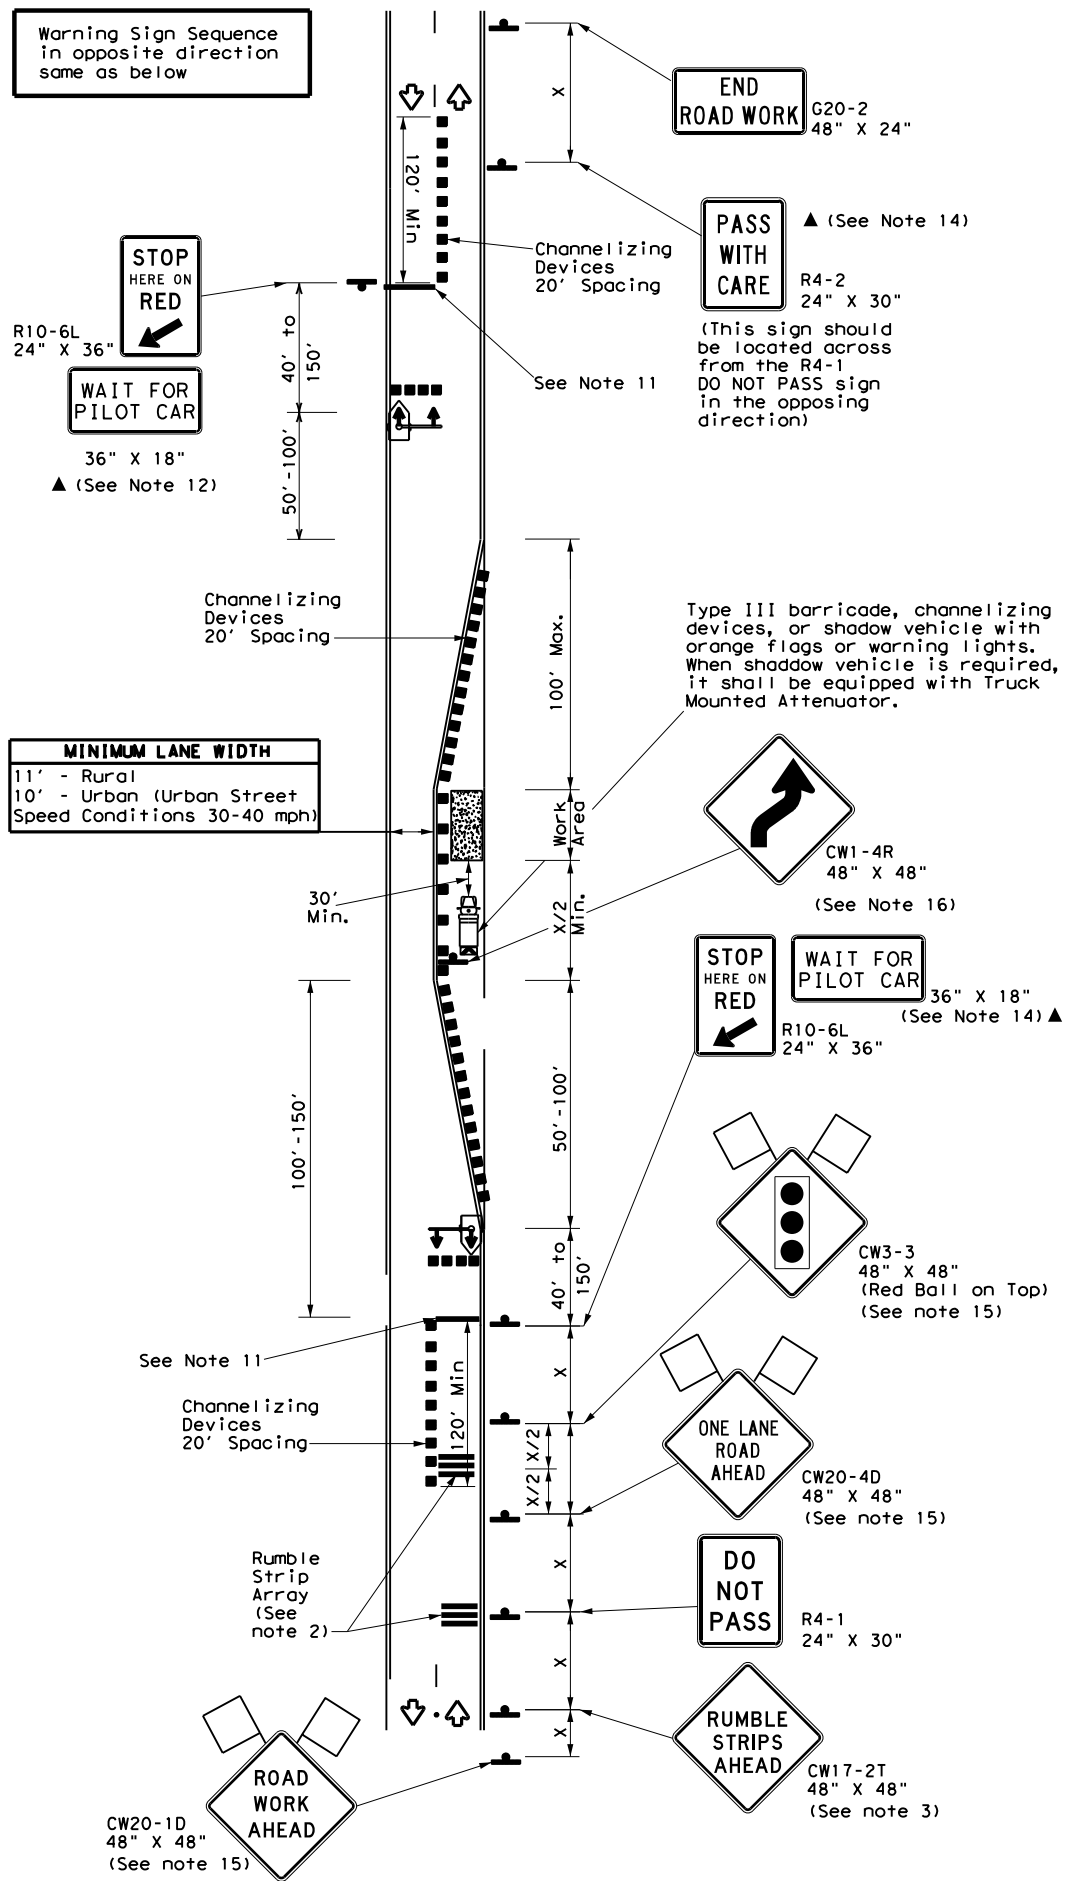 Warning Sign Sequence
in opposite direction
same as below
END
ROAD WORK
G20-2
48" X 24"
X
120' Min
PASS
WITH
CARE
▲ (See Note 14)
R4-2
24" X 30"
(This sign should
be located across
from the R4-1
DO NOT PASS sign
in the opposing
direction)
Channelizing
Devices
20' Spacing
STOP
HERE ON
RED
R10-6L
24" X 36"
WAIT FOR
PILOT CAR
36" X 18"
▲ (See Note 12)
40' to
150'
See Note 11
50'-100'
Channelizing
Devices
20' Spacing
100' Max.
Type III barricade, channelizing
devices, or shadow vehicle with
orange flags or warning lights.
When shaddow vehicle is required,
it shall be equipped with Truck
Mounted Attenuator.
MINIMUM LANE WIDTH
11' - Rural
10' - Urban (Urban Street
Speed Conditions 30-40 mph)
Work
Area
CW1-4R
48" X 48"
(See Note 16)
30'
Min.
X/2
Min.
STOP
HERE ON
RED
R10-6L
24" X 36"
WAIT FOR
PILOT CAR
36" X 18"
(See Note 14) ▲
100'-150'
50'-100'
CW3-3
48" X 48"
(Red Ball on Top)
(See note 15)
40' to
150'
See Note 11
120' Min
X
Channelizing
Devices
20' Spacing
X/2
X/2
ONE LANE
ROAD
AHEAD
CW20-4D
48" X 48"
(See note 15)
Rumble
Strip
Array
(See
note 2)
X
DO
NOT
PASS
R4-1
24" X 30"
X
RUMBLE
STRIPS
AHEAD
CW17-2T
48" X 48"
(See note 3)
X
ROAD
WORK
AHEAD
CW20-1D
48" X 48"
(See note 15)